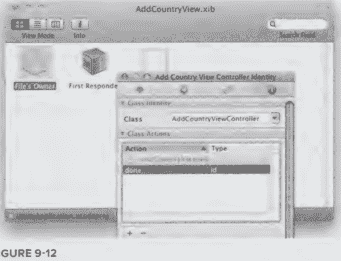 AddCountryView.xib
View Mode Info Search Field
File's Owner First Responde
Add Country View Controller Identity
Class Identity
Class AddCountryViewController
Class Actions
Action Type
done id
+ -
GURE 9-12